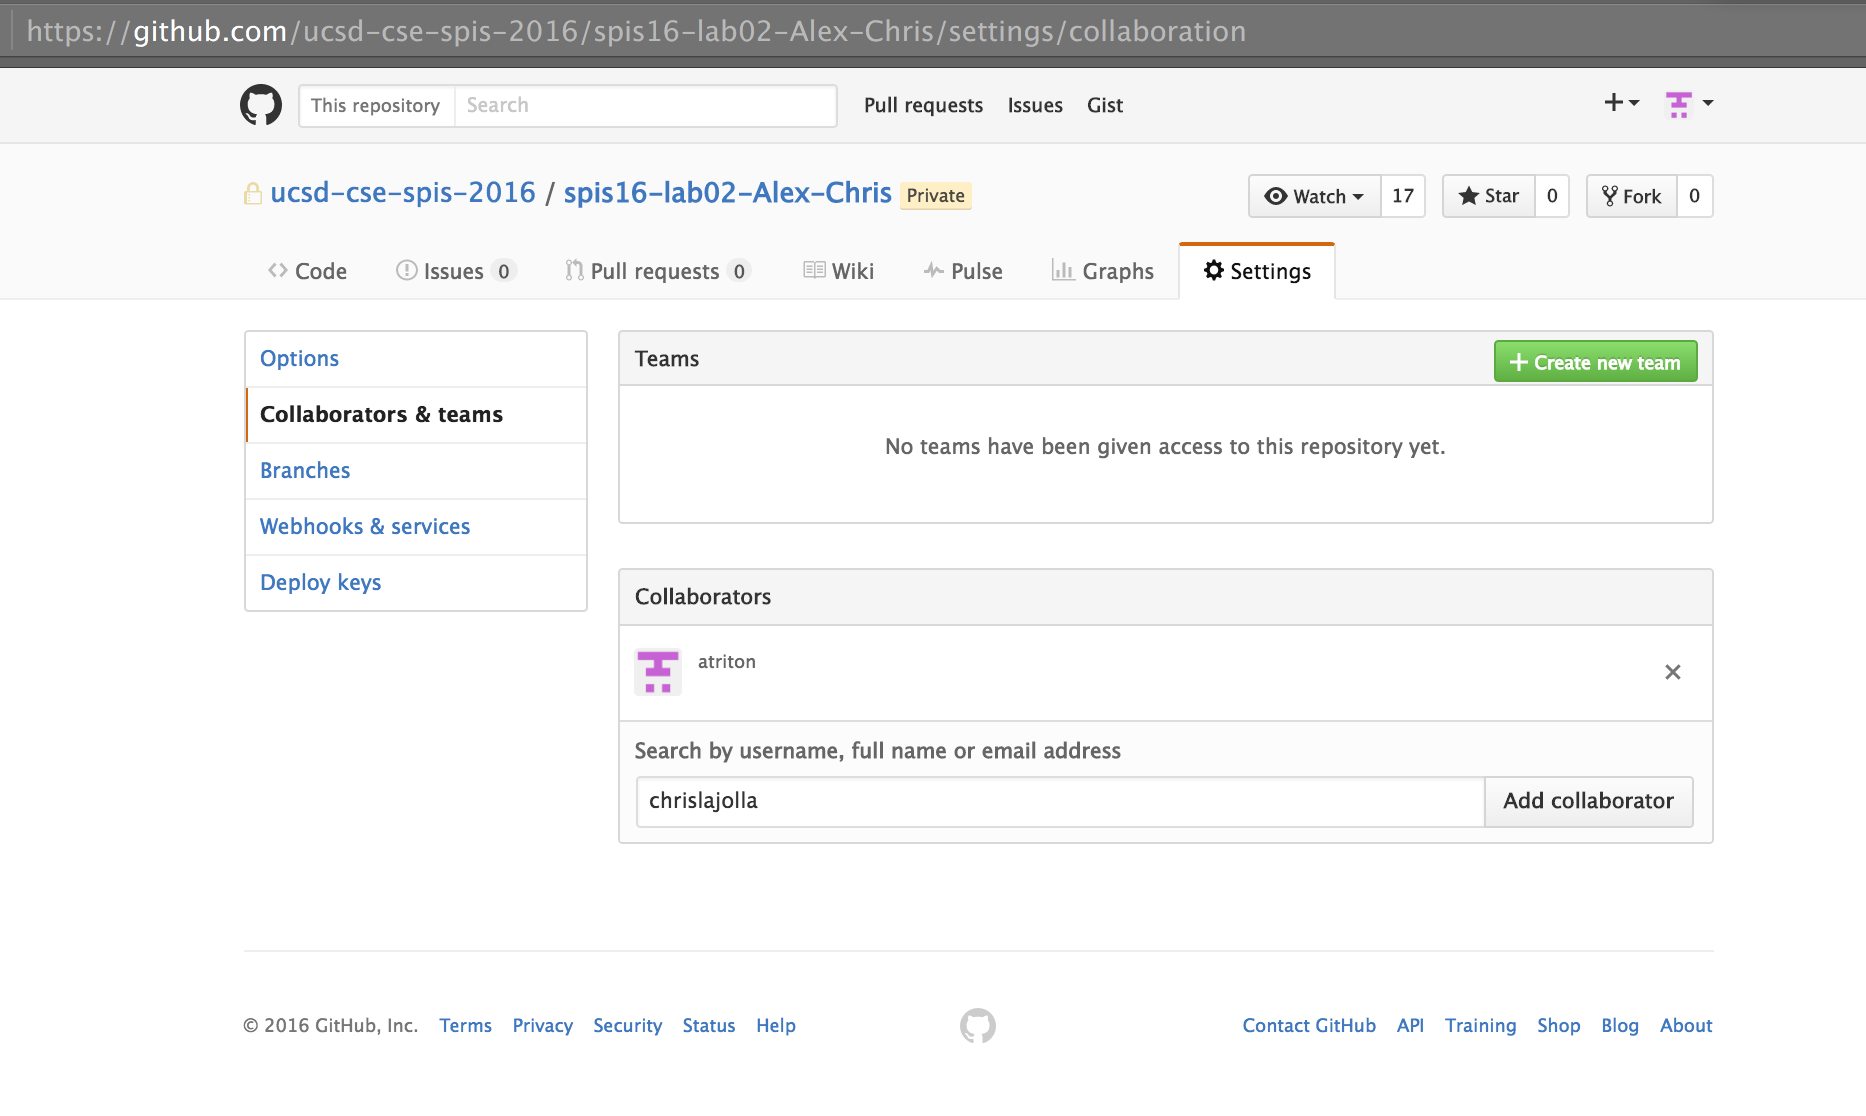 https://github.com/ucsd-cse-spis-2016/spis16-lab02-Alex-Chris/settings/collaboration
This repository Search Pull requests Issues Gist
ucsd-cse-spis-2016 / spis16-lab02-Alex-Chris Private Watch 17 Star 0 Fork 0
Code Issues 0 Pull requests 0 Wiki Pulse Graphs Settings
Options
Collaborators & teams
Branches
Webhooks & services
Deploy keys
Teams Create new team
No teams have been given access to this repository yet.
Collaborators
atriton
Search by username, full name or email address
chrislajolla Add collaborator
© 2016 GitHub, Inc. Terms Privacy Security Status Help Contact GitHub API Training Shop Blog About